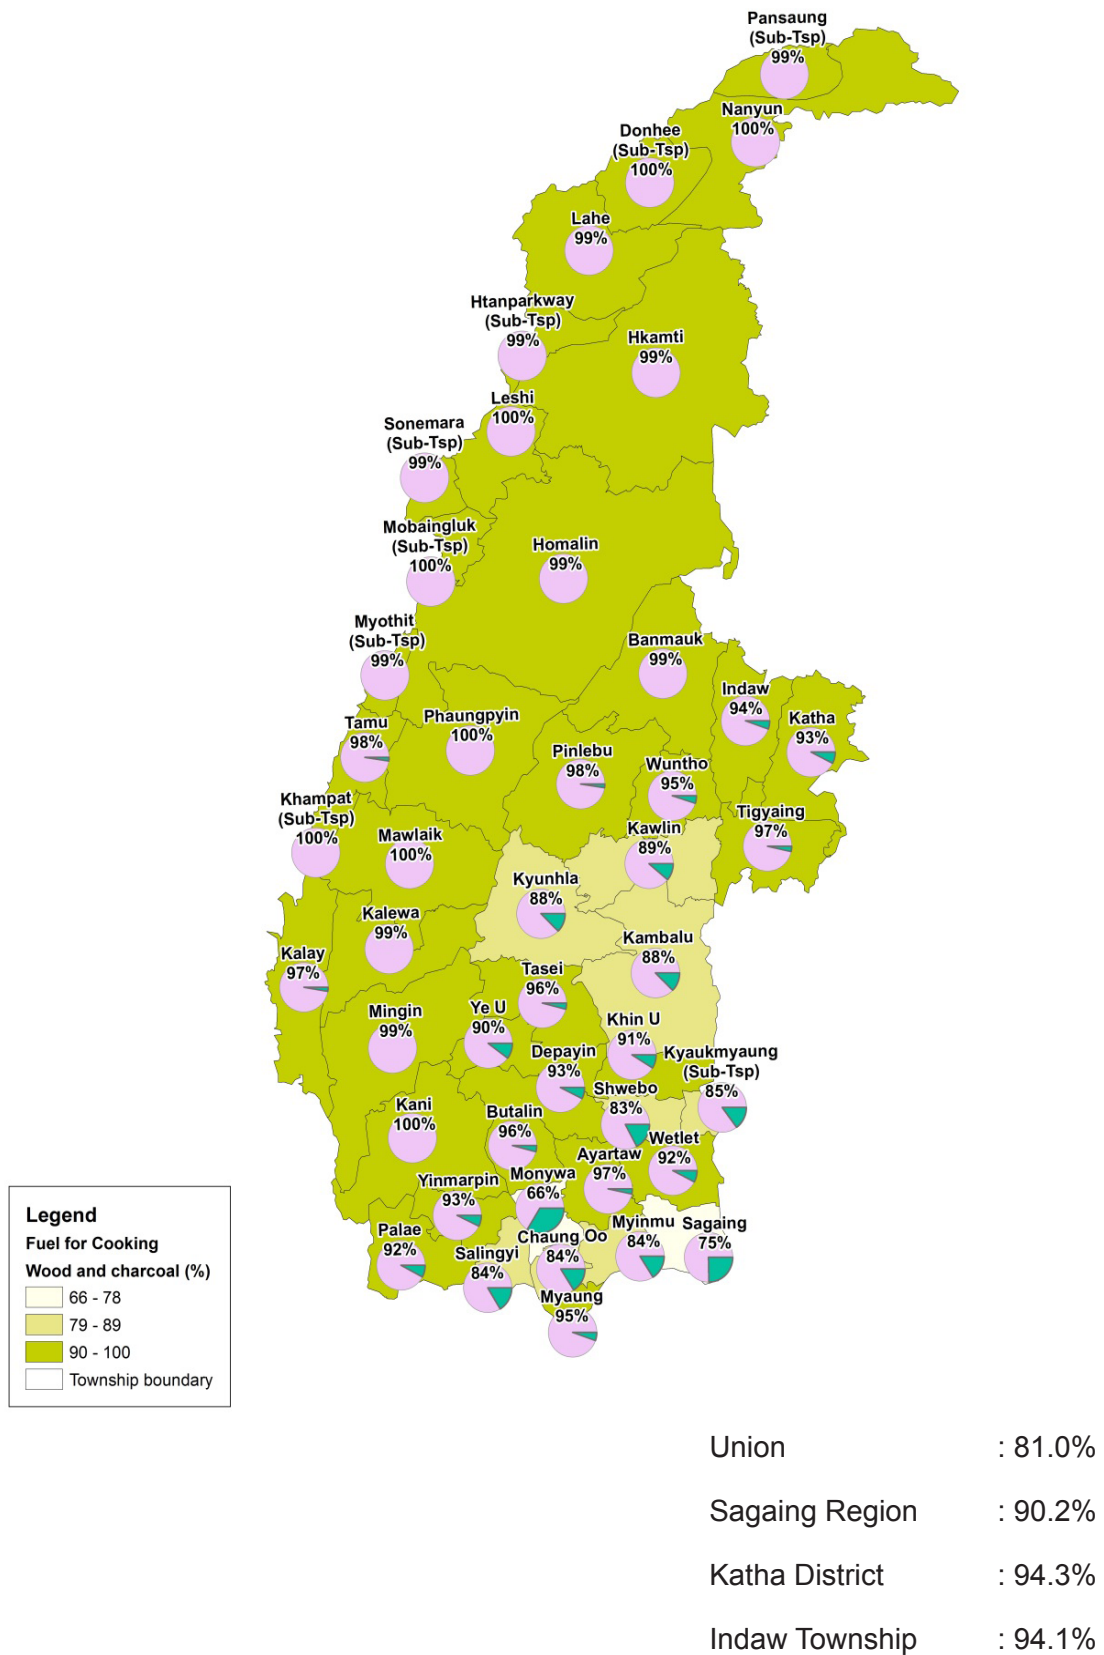 Pansaung
(Sub-Tsp)
99%
Nanyun
100%
Donhee
(Sub-Tsp)
100%
Lahe
99%
Htanparkway
(Sub-Tsp)
99%
Hkamti
99%
Leshi
100%
Sonemara
(Sub-Tsp)
99%
Mobaingluk
(Sub-Tsp)
100%
Homalin
99%
Myothit
(Sub-Tsp)
99%
Banmauk
99%
Indaw
94%
Katha
93%
Tamu
98%
Phaungpyin
100%
Pinlebu
98%
Wuntho
95%
Khampat
(Sub-Tsp)
100%
Mawlaik
100%
Kawlin
89%
Tigyaing
97%
Kyunhla
88%
Kalewa
99%
Kambalu
88%
Kalay
97%
Tasei
96%
Mingin
99%
Ye U
90%
Khin U
91%
Depayin
93%
Kyaukmyaung
(Sub-Tsp)
85%
Shwebo
83%
Kani
100%
Butalin
96%
Wetlet
92%
Ayartaw
97%
Yinmarpin
93%
Monywa
66%
Palae
92%
Salingyi
84%
Chaung Oo
84%
Myinmu
84%
Sagaing
75%
Myaung
95%
Legend
Fuel for Cooking
Wood and charcoal (%)
66 - 78
79 - 89
90 - 100
Township boundary
Union : 81.0%
Sagaing Region : 90.2%
Katha District : 94.3%
Indaw Township : 94.1%